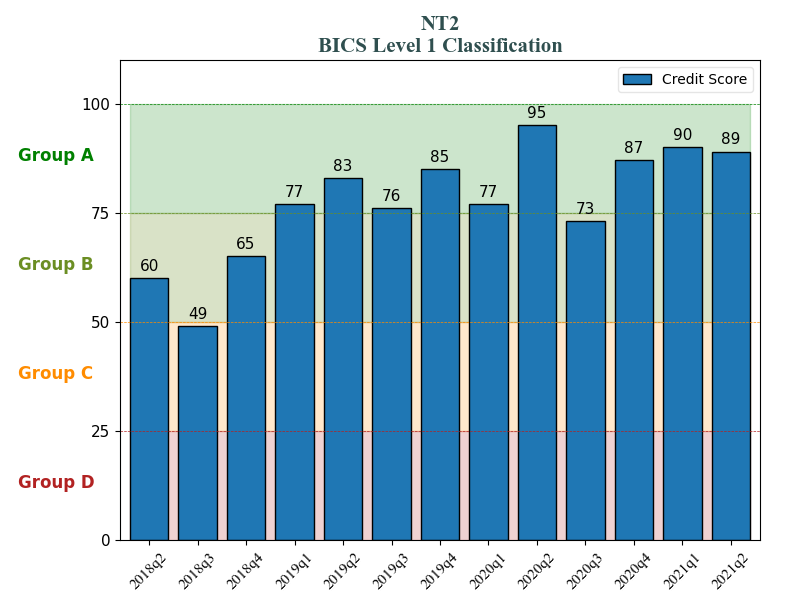 NT2
BICS Level 1 Classification
Credit Score
100
75
50
25
0
Group A
Group B
Group C
Group D
60
49
65
77
83
76
85
77
95
73
87
90
89
2018q2
2018q3
2018q4
2019q1
2019q2
2019q3
2019q4
2020q1
2020q2
2020q3
2020q4
2021q1
2021q2